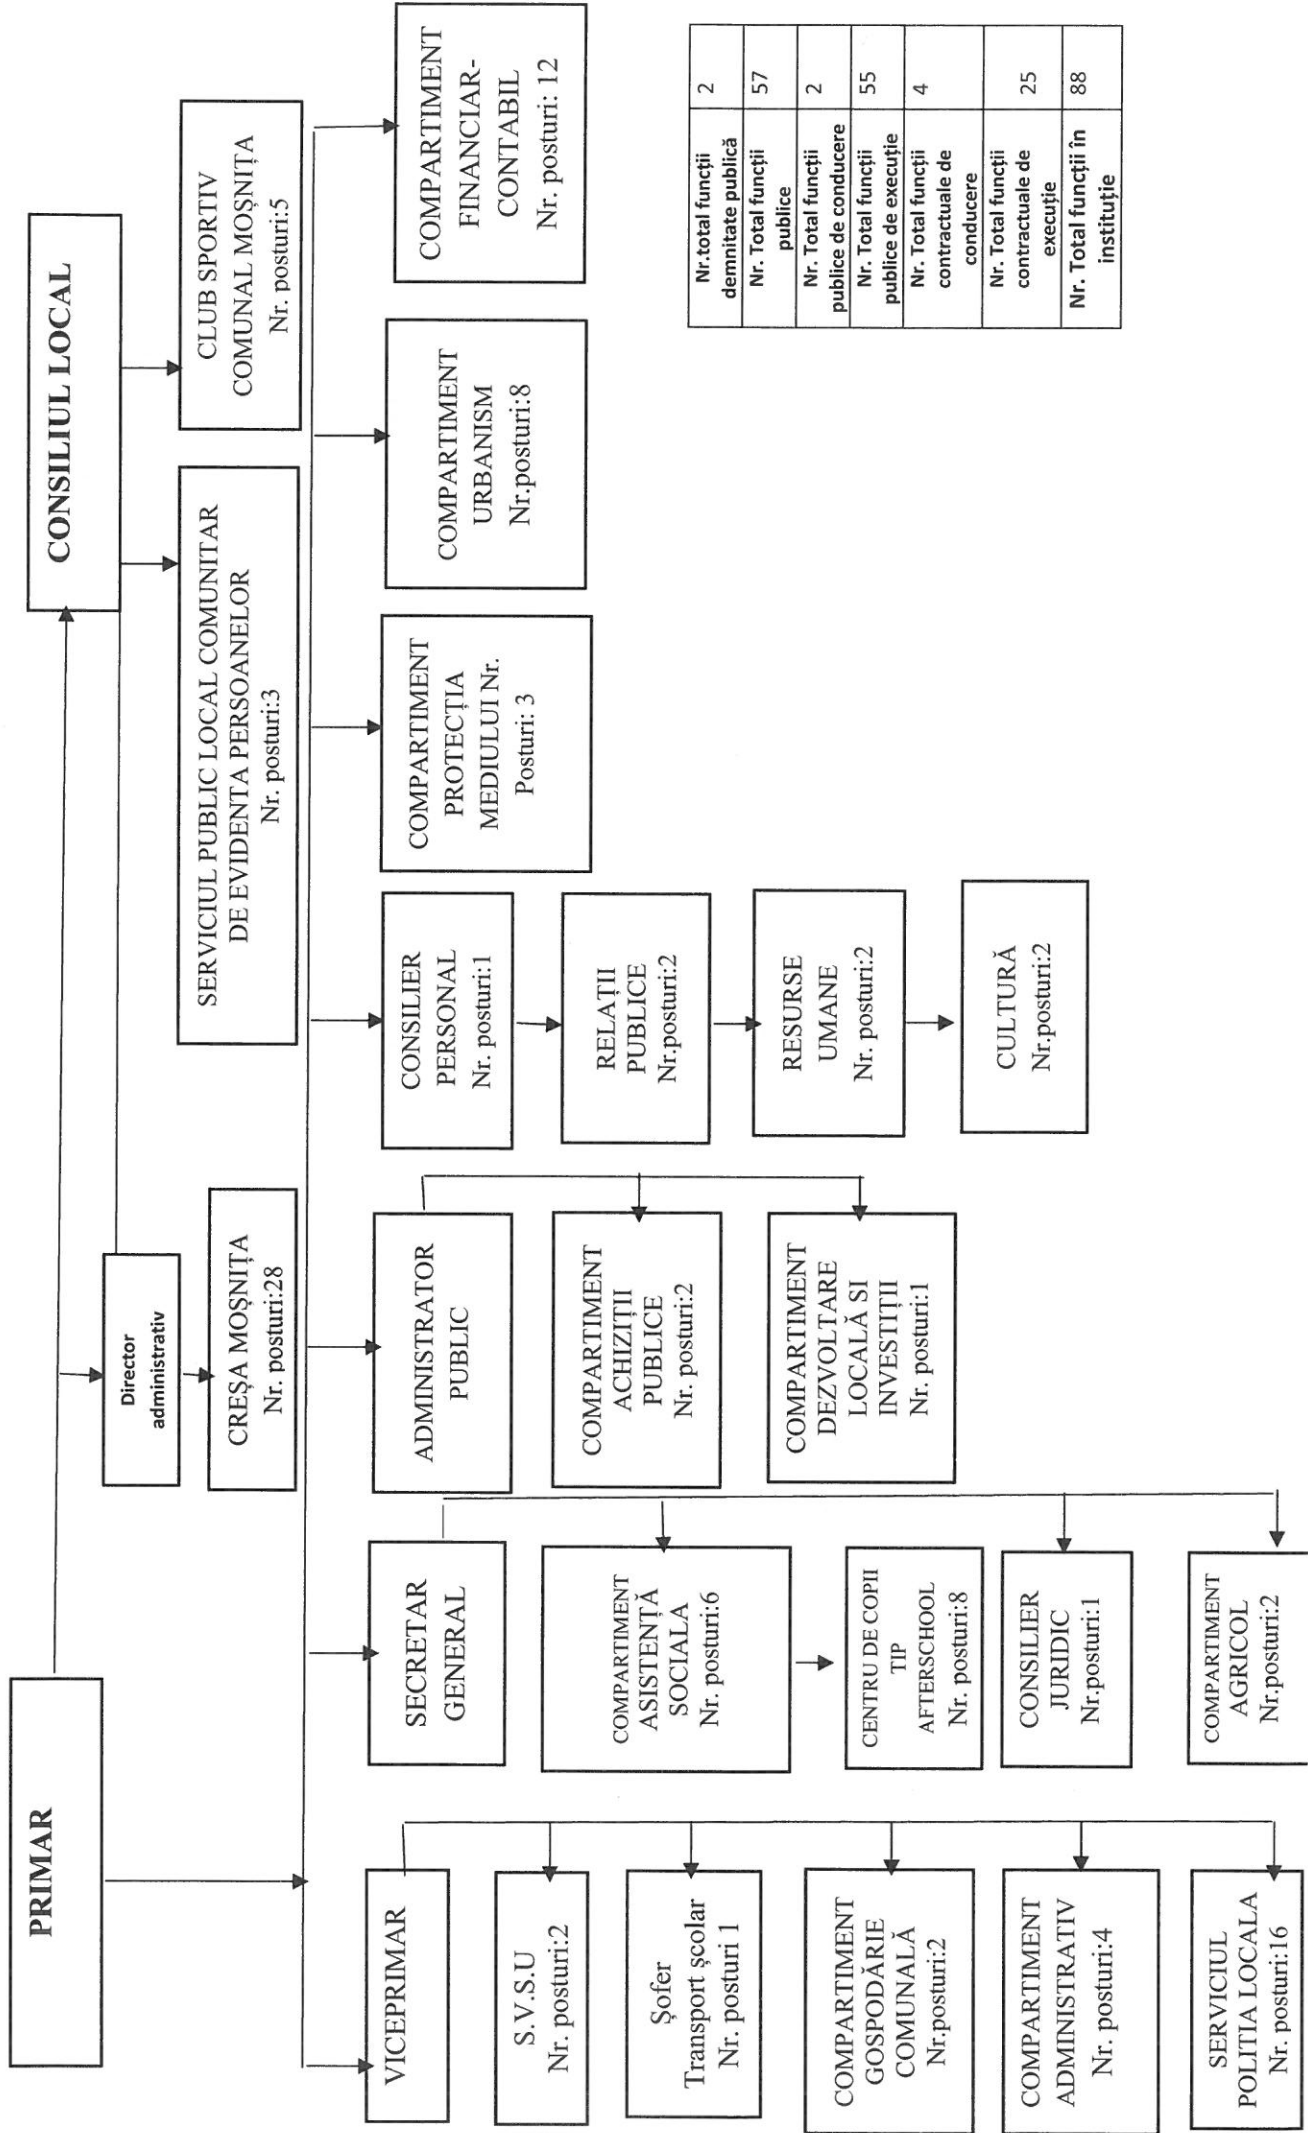 PRIMAR
CONSILIUL LOCAL
Director
administrativ
CREȘA MOȘNIȚA
Nr. posturi:28
SERVICIUL PUBLIC LOCAL COMUNITAR
DE EVIDENTA PERSOANELOR
Nr. posturi:3
CLUB SPORTIV
COMUNAL MOȘNIȚA
Nr. posturi:5
VICEPRIMAR
S.V.S.U
Nr. posturi:2
Șofer
Transport școlar
Nr. posturi 1
COMPARTIMENT
GOSPODĂRIE
COMUNALĂ
Nr.posturi:2
COMPARTIMENT
ADMINISTRATIV
Nr. posturi:4
SERVICIUL
POLITIA LOCALA
Nr. posturi:16
SECRETAR
GENERAL
COMPARTIMENT
ASISTENȚĂ
SOCIALA
Nr. posturi:6
CENTRU DE COPII
TIP
AFTERSCHOOL
Nr. posturi:8
CONSILIER
JURIDIC
Nr.posturi:1
COMPARTIMENT
AGRICOL
Nr.posturi:2
ADMINISTRATOR
PUBLIC
COMPARTIMENT
ACHIZIȚII
PUBLICE
Nr. posturi:2
COMPARTIMENT
DEZVOLTARE
LOCALĂ SI
INVESTIȚII
Nr. posturi:1
CONSILIER
PERSONAL
Nr. posturi:1
RELAȚII
PUBLICE
Nr.posturi:2
RESURSE
UMANE
Nr. posturi:2
CULTURĂ
Nr.posturi:2
COMPARTIMENT
PROTECȚIA
MEDIULUI Nr.
Posturi: 3
COMPARTIMENT
URBANISM
Nr.posturi:8
COMPARTIMENT
FINANCIAR-
CONTABIL
Nr. posturi: 12
Nr.total funcții 2
demnitate publică
Nr. Total funcții 57
publice
Nr. Total funcții 2
publice de conducere
Nr. Total funcții 55
publice de execuție
Nr. Total funcții 4
contractuale de
conducere
Nr. Total funcții 25
contractuale de
execuție
Nr. Total funcții în 88
instituție